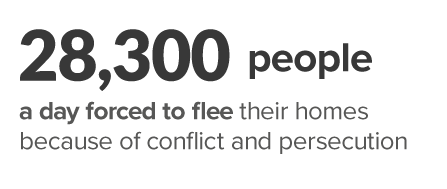 28,300 people
a day forced to flee their homes
because of conflict and persecution